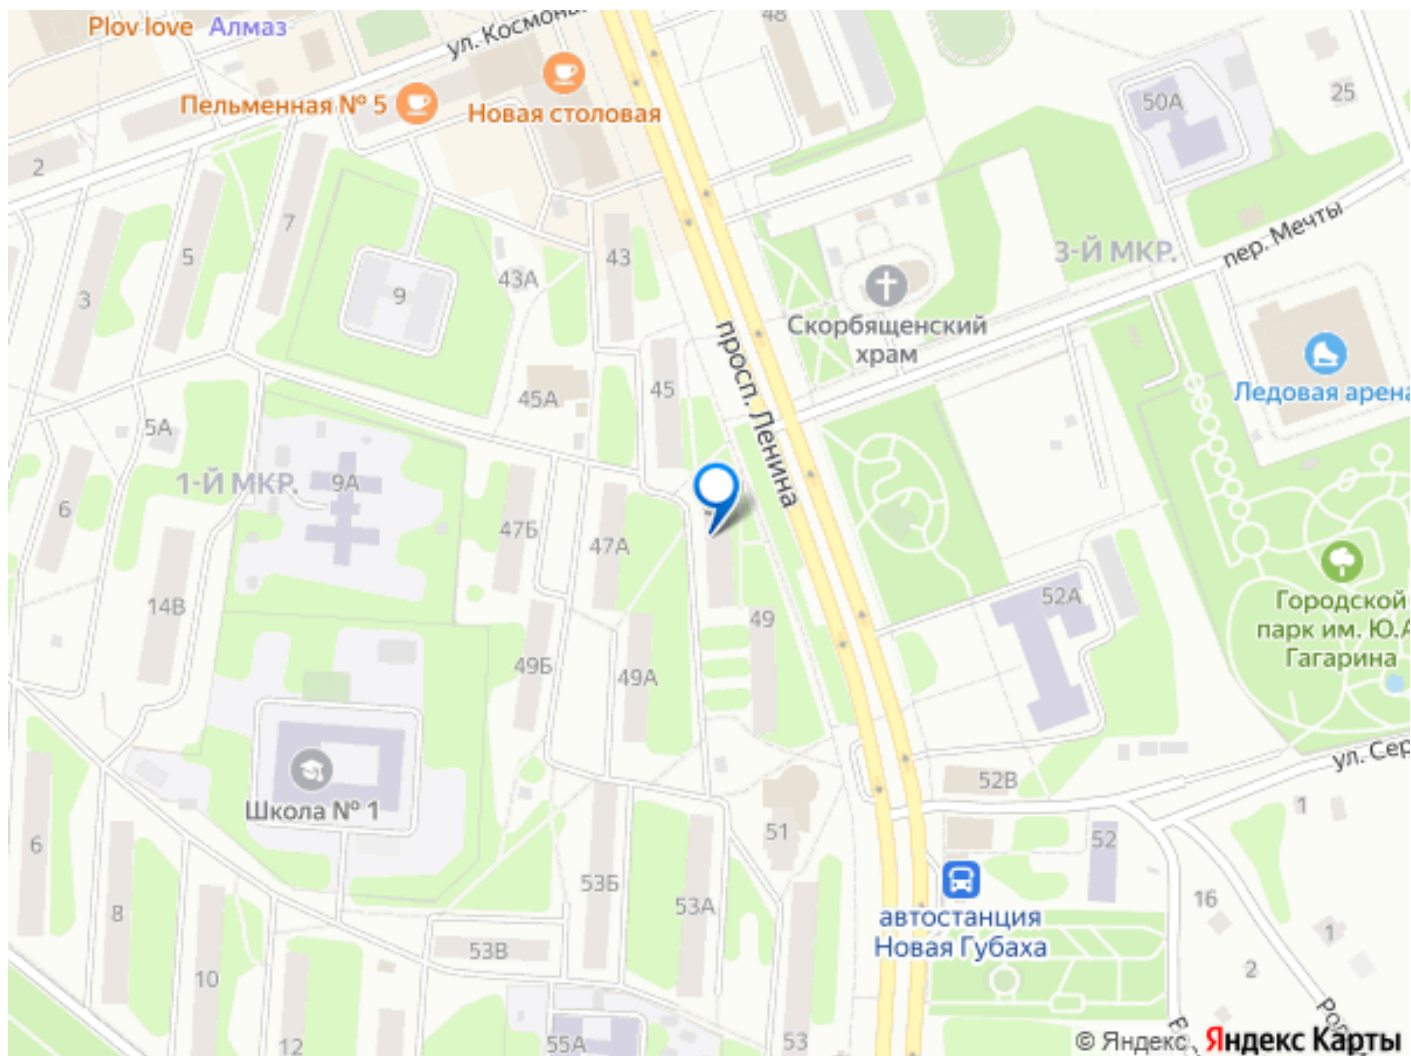 Plov love
Алмаз
ул. Космона
48
Пельменная № 5
Новая столовая
50А
25
2
7
5
3
43
43А
9
3-Й МКР.
пер. Мечты
Скорбященский
храм
просп. Ленина
Ледовая арена
45
45А
5А
1-Й МКР.
9А
6
47Б
47А
14В
52А
Городской
парк им. Ю.А
Гагарина
49
49Б
49А
ул. Сер
52В
Школа № 1
51
1
52
6
8
53Б
53А
16
автостанция
Новая Губаха
53В
1
2
10
12
55А
53
Ро
© Яндекс
Яндекс Карты